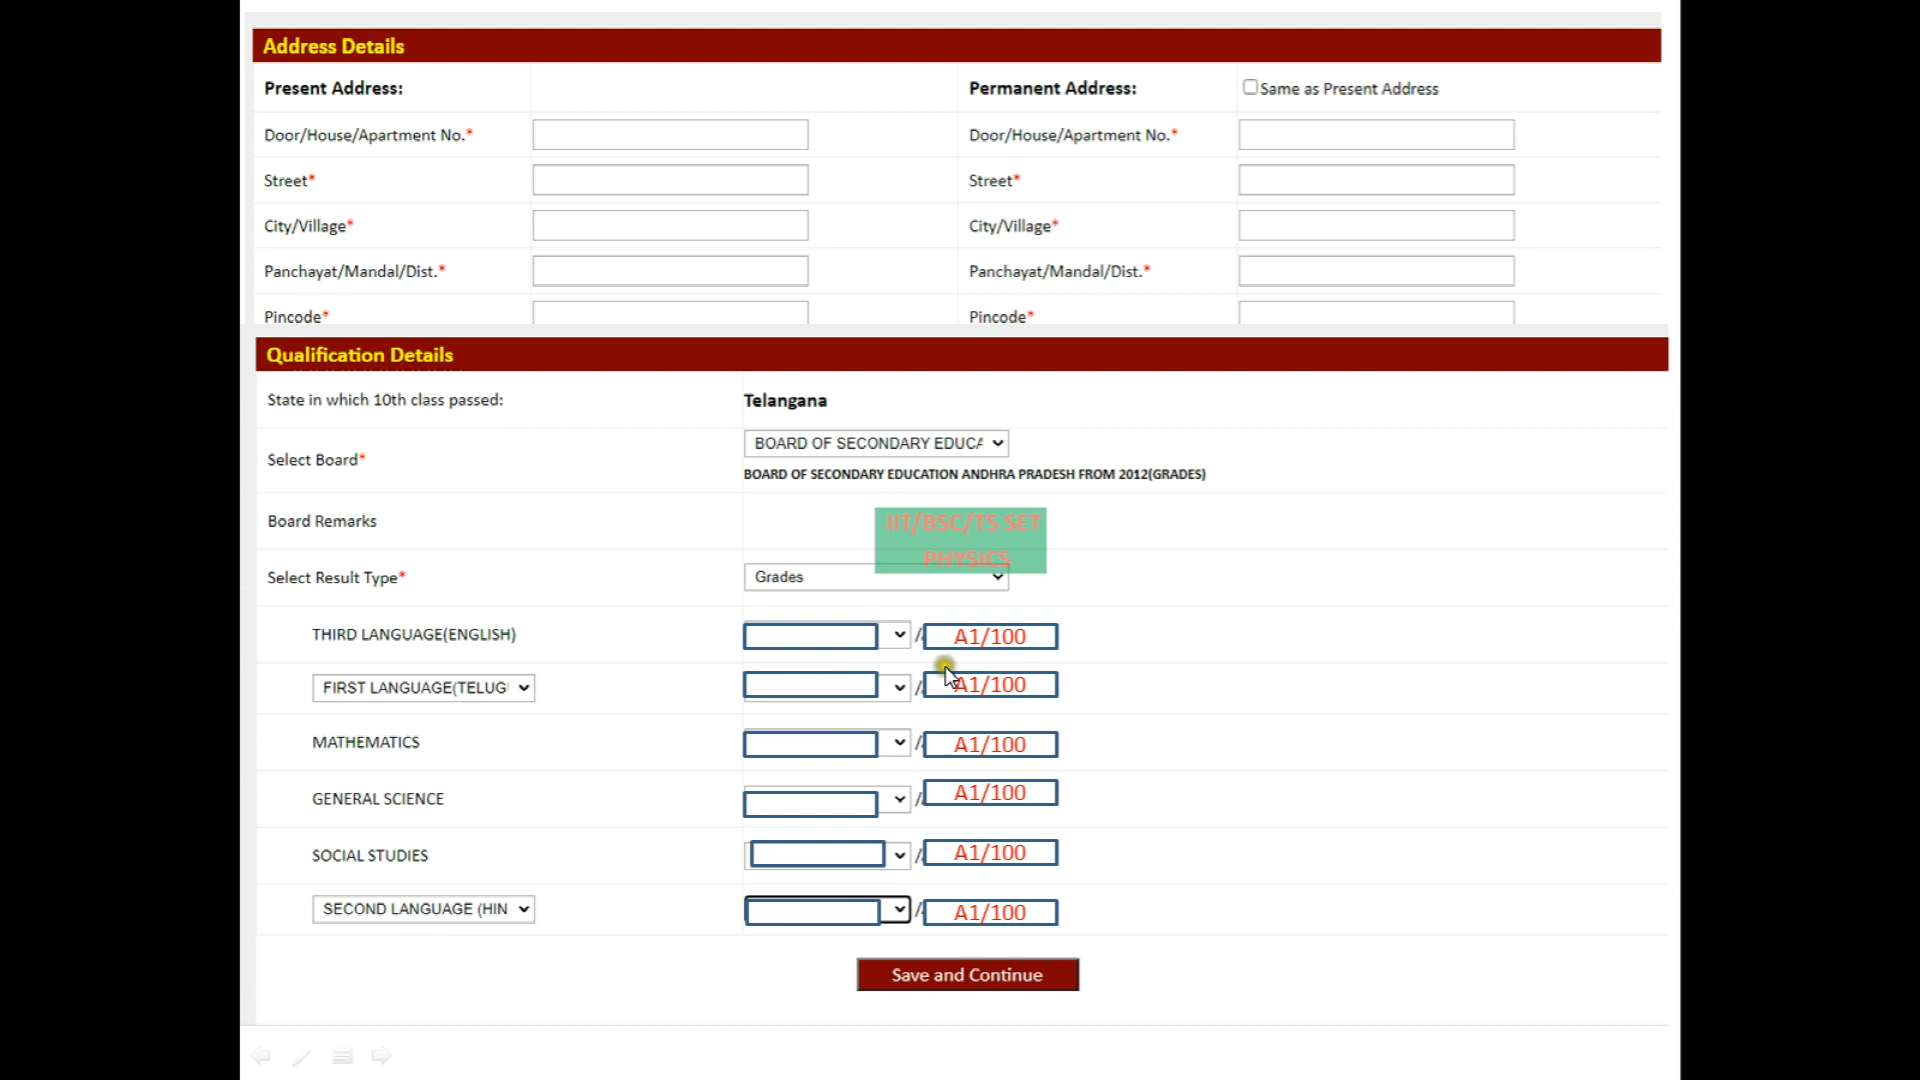 Address Details
Present Address: Permanent Address: Same as Present Address
Door/House/Apartment No.* Door/House/Apartment No.*
Street* Street*
City/Village* City/Village*
Panchayat/Mandal/Dist.* Panchayat/Mandal/Dist.*
Pincode* Pincode*
Qualification Details
State in which 10th class passed: Telangana
Select Board* BOARD OF SECONDARY EDUCA
BOARD OF SECONDARY EDUCATION ANDHRA PRADESH FROM 2012(GRADES)
Board Remarks
IIT/BSC/TS SET
PHYSICS
Select Result Type* Grades
THIRD LANGUAGE(ENGLISH) / A1/100
FIRST LANGUAGE(TELUG / A1/100
MATHEMATICS / A1/100
GENERAL SCIENCE / A1/100
SOCIAL STUDIES / A1/100
SECOND LANGUAGE (HIN / A1/100
Save and Continue